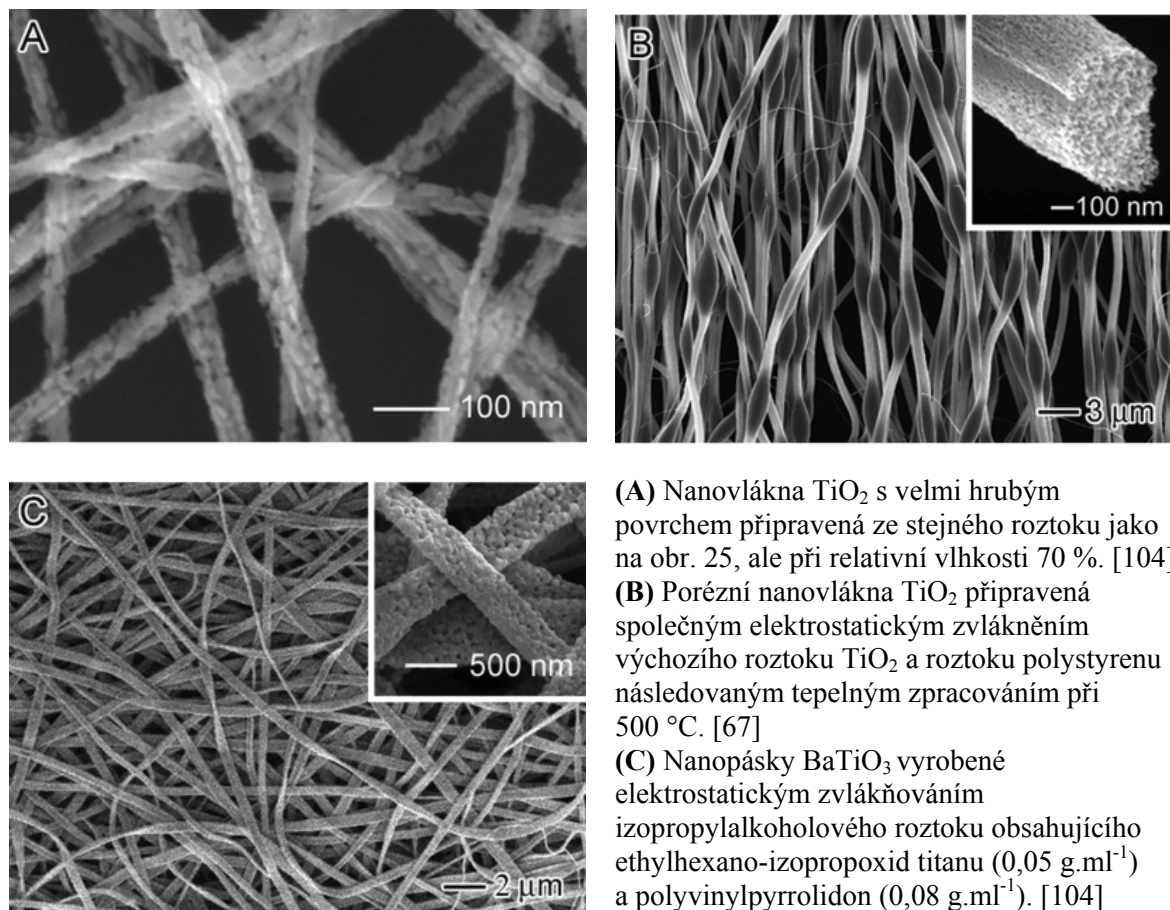 A
100 nm
B
100 nm
3 µm
C
500 nm
2 µm
(A) Nanovlákna TiO₂ s velmi hrubým
povrchem připravená ze stejného roztoku jako
na obr. 25, ale při relativní vlhkosti 70 %. [104]
(B) Porézní nanovlákna TiO₂ připravená
společným elektrostatickým zvlákněním
výchozího roztoku TiO₂ a roztoku polystyrenu
následovaným tepelným zpracováním při
500 °C. [67]
(C) Nanopásky BaTiO₃ vyrobené
elektrostatickým zvlákňováním
izopropylalkoholového roztoku obsahujícího
ethylhexano-izopropoxid titanu (0,05 g.ml⁻¹)
a polyvinylpyrrolidon (0,08 g.ml⁻¹). [104]